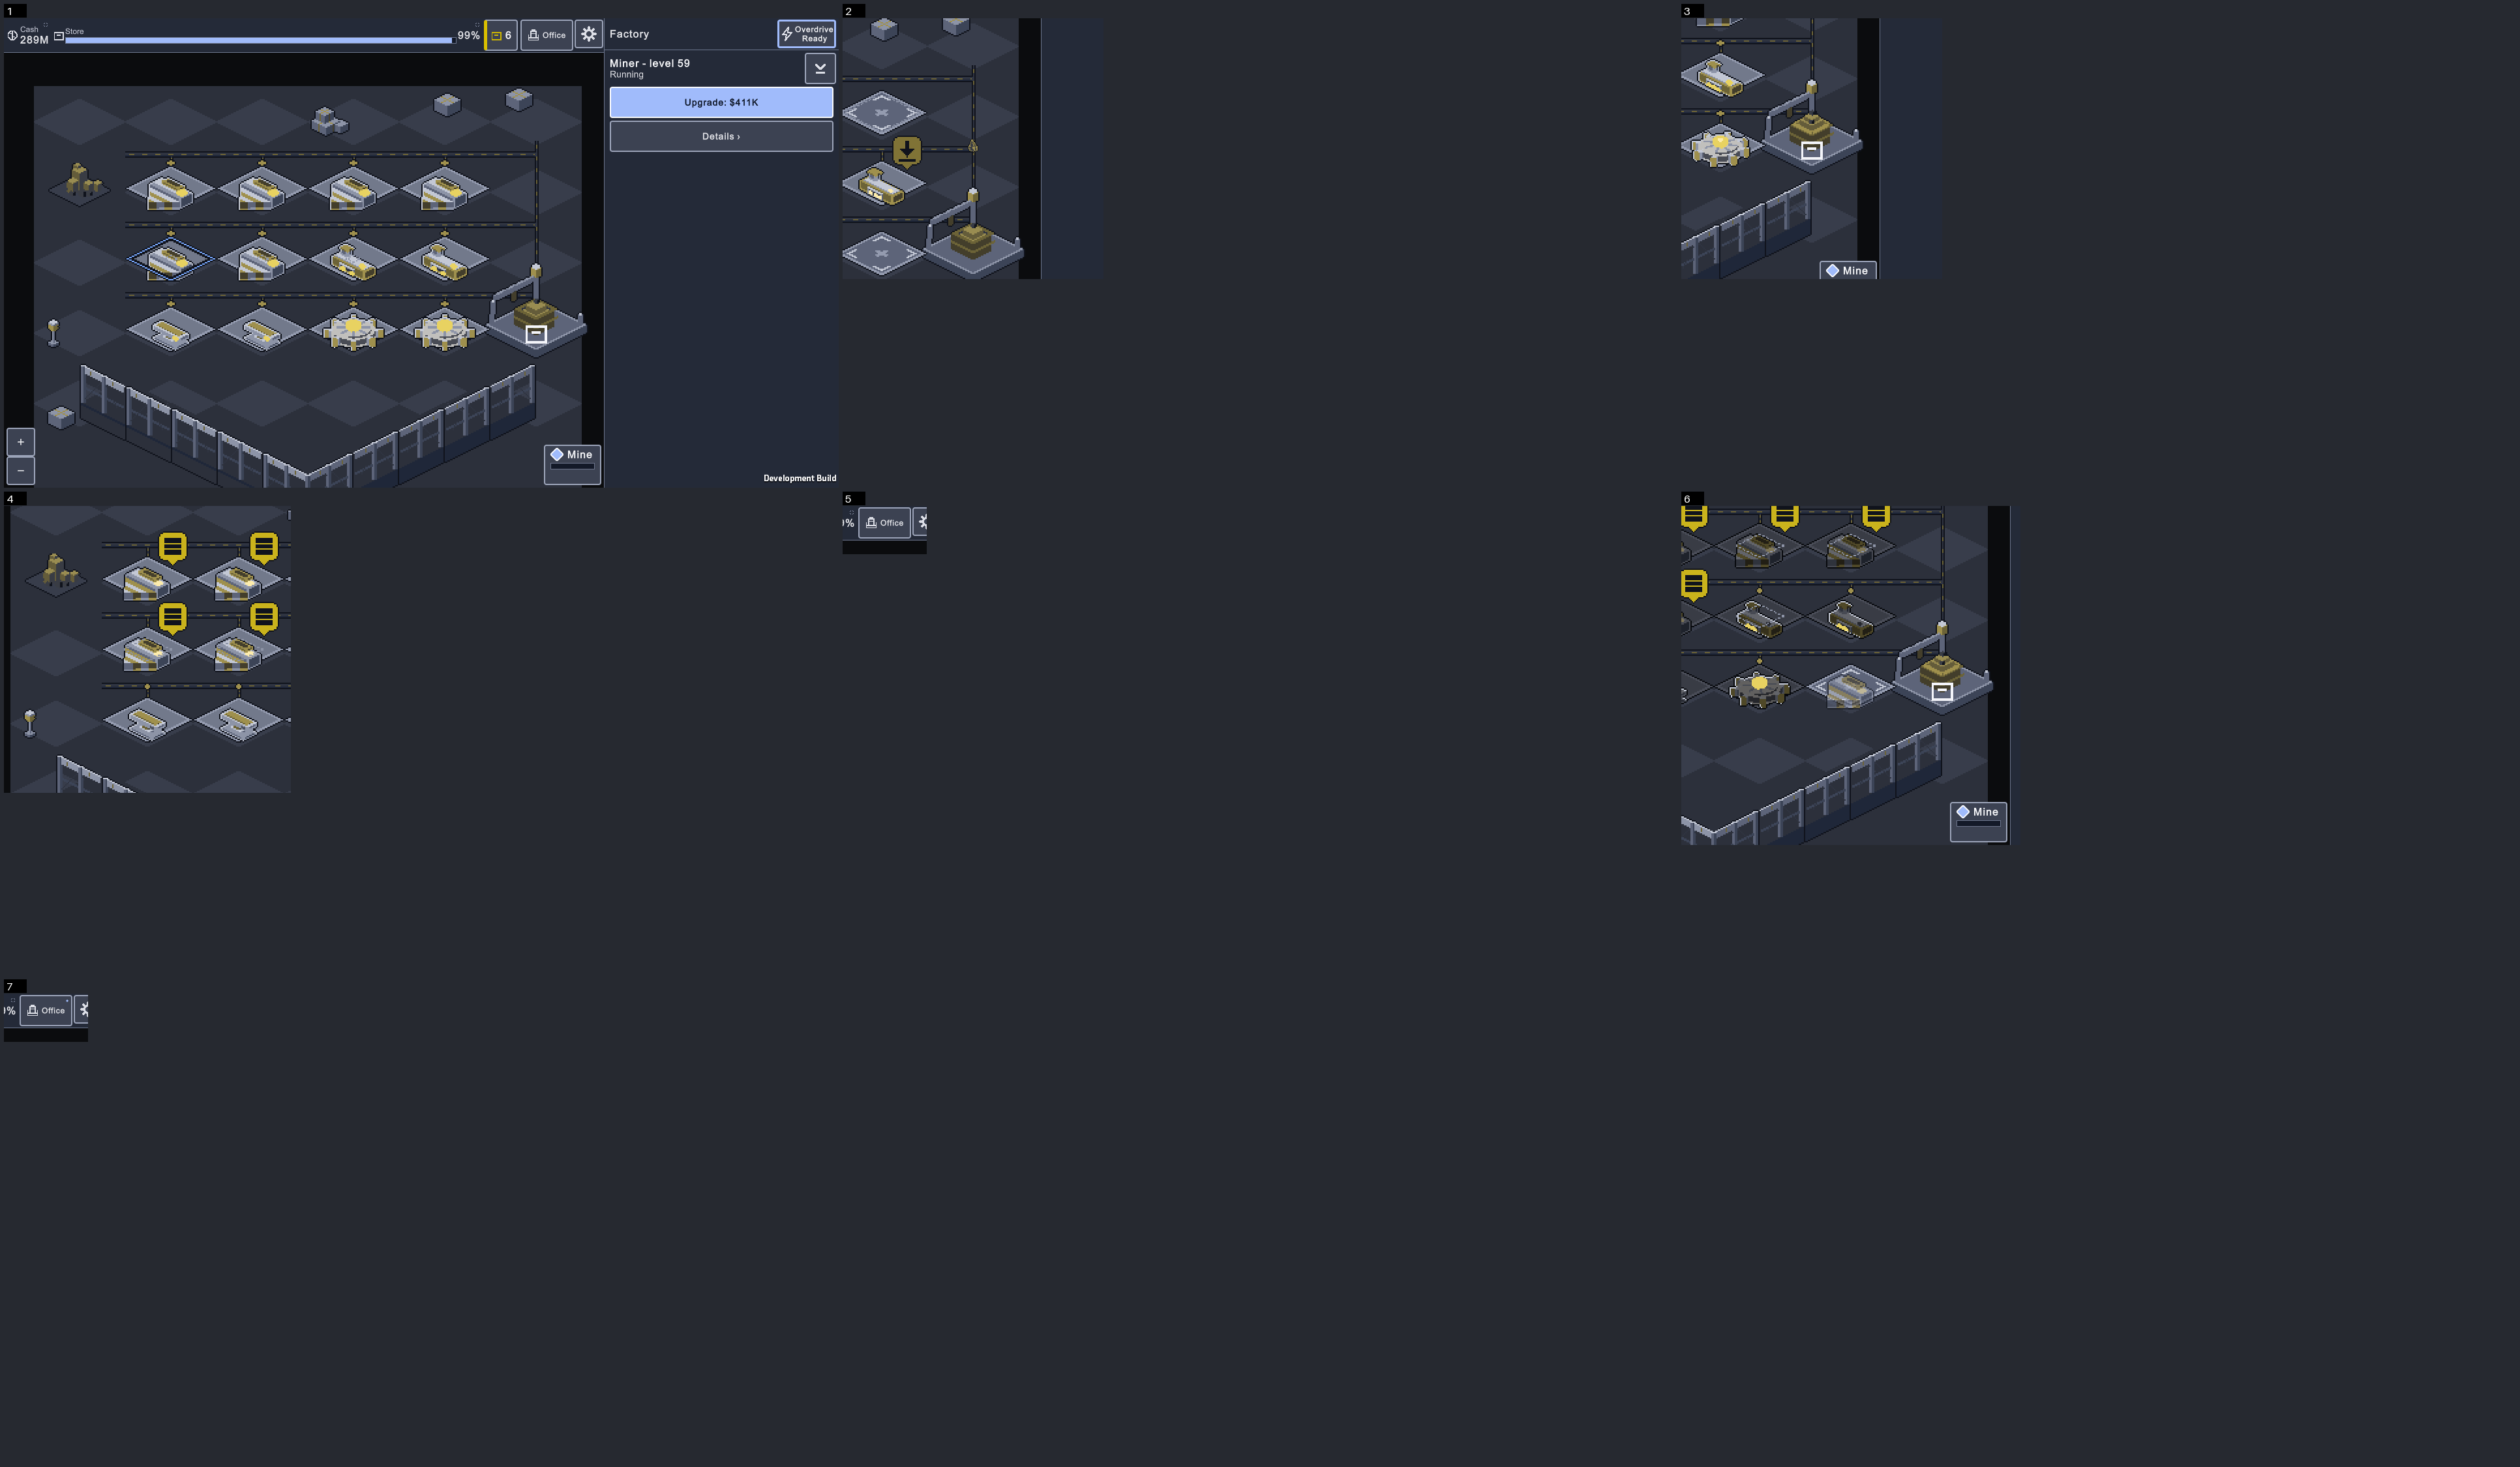 1
Cash
289M
Store
99%
6
Office
Factory
Overdrive
Ready
Miner - level 59
Running
Upgrade: $411K
Details ›
+
−
Mine
Development Build
2
3
Mine
4
5
%
Office
6
Mine
7
%
Office